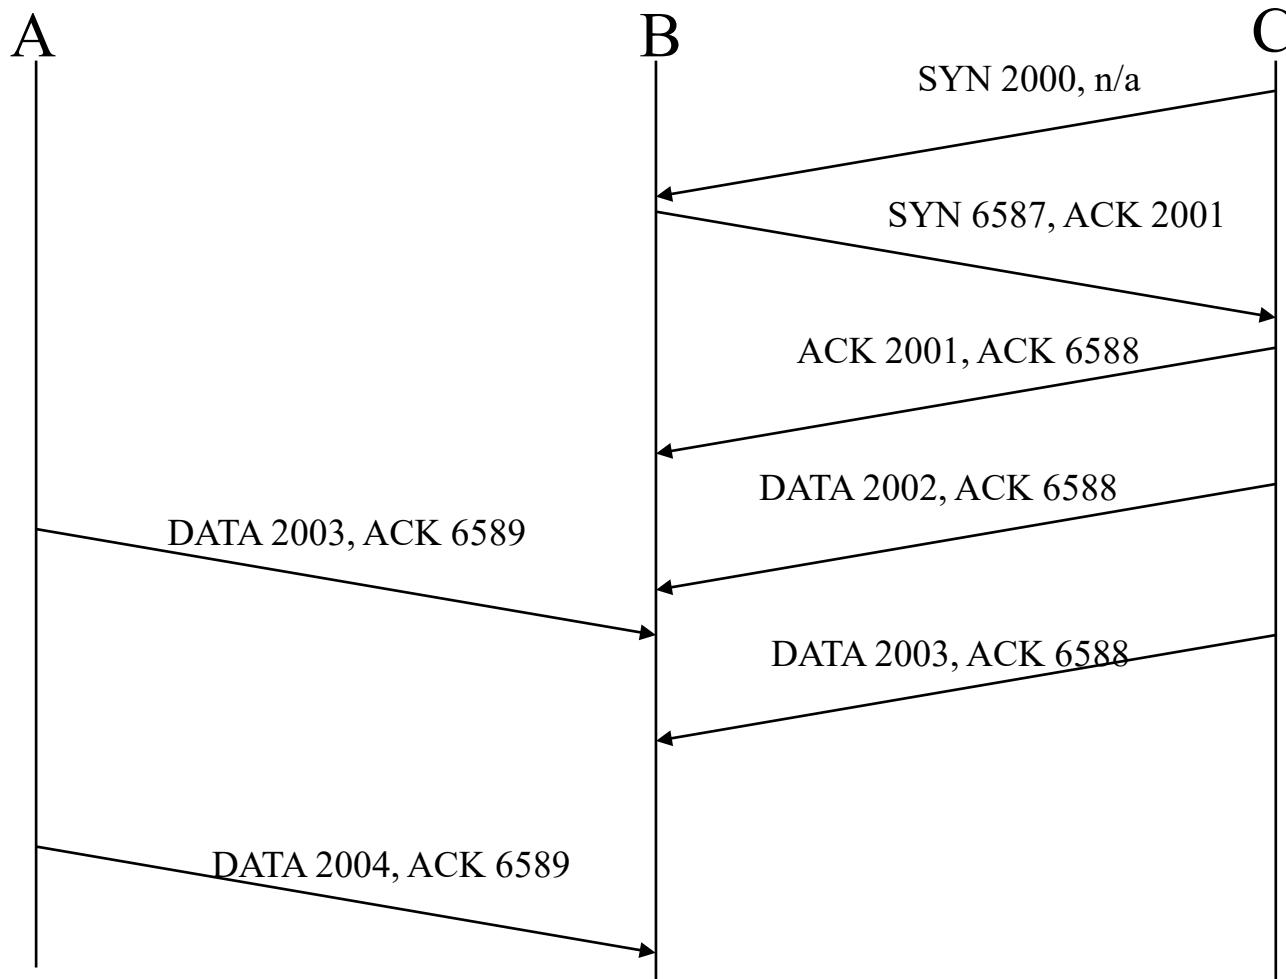 A
B
C
SYN 2000, n/a
SYN 6587, ACK 2001
ACK 2001, ACK 6588
DATA 2002, ACK 6588
DATA 2003, ACK 6589
DATA 2003, ACK 6588
DATA 2004, ACK 6589